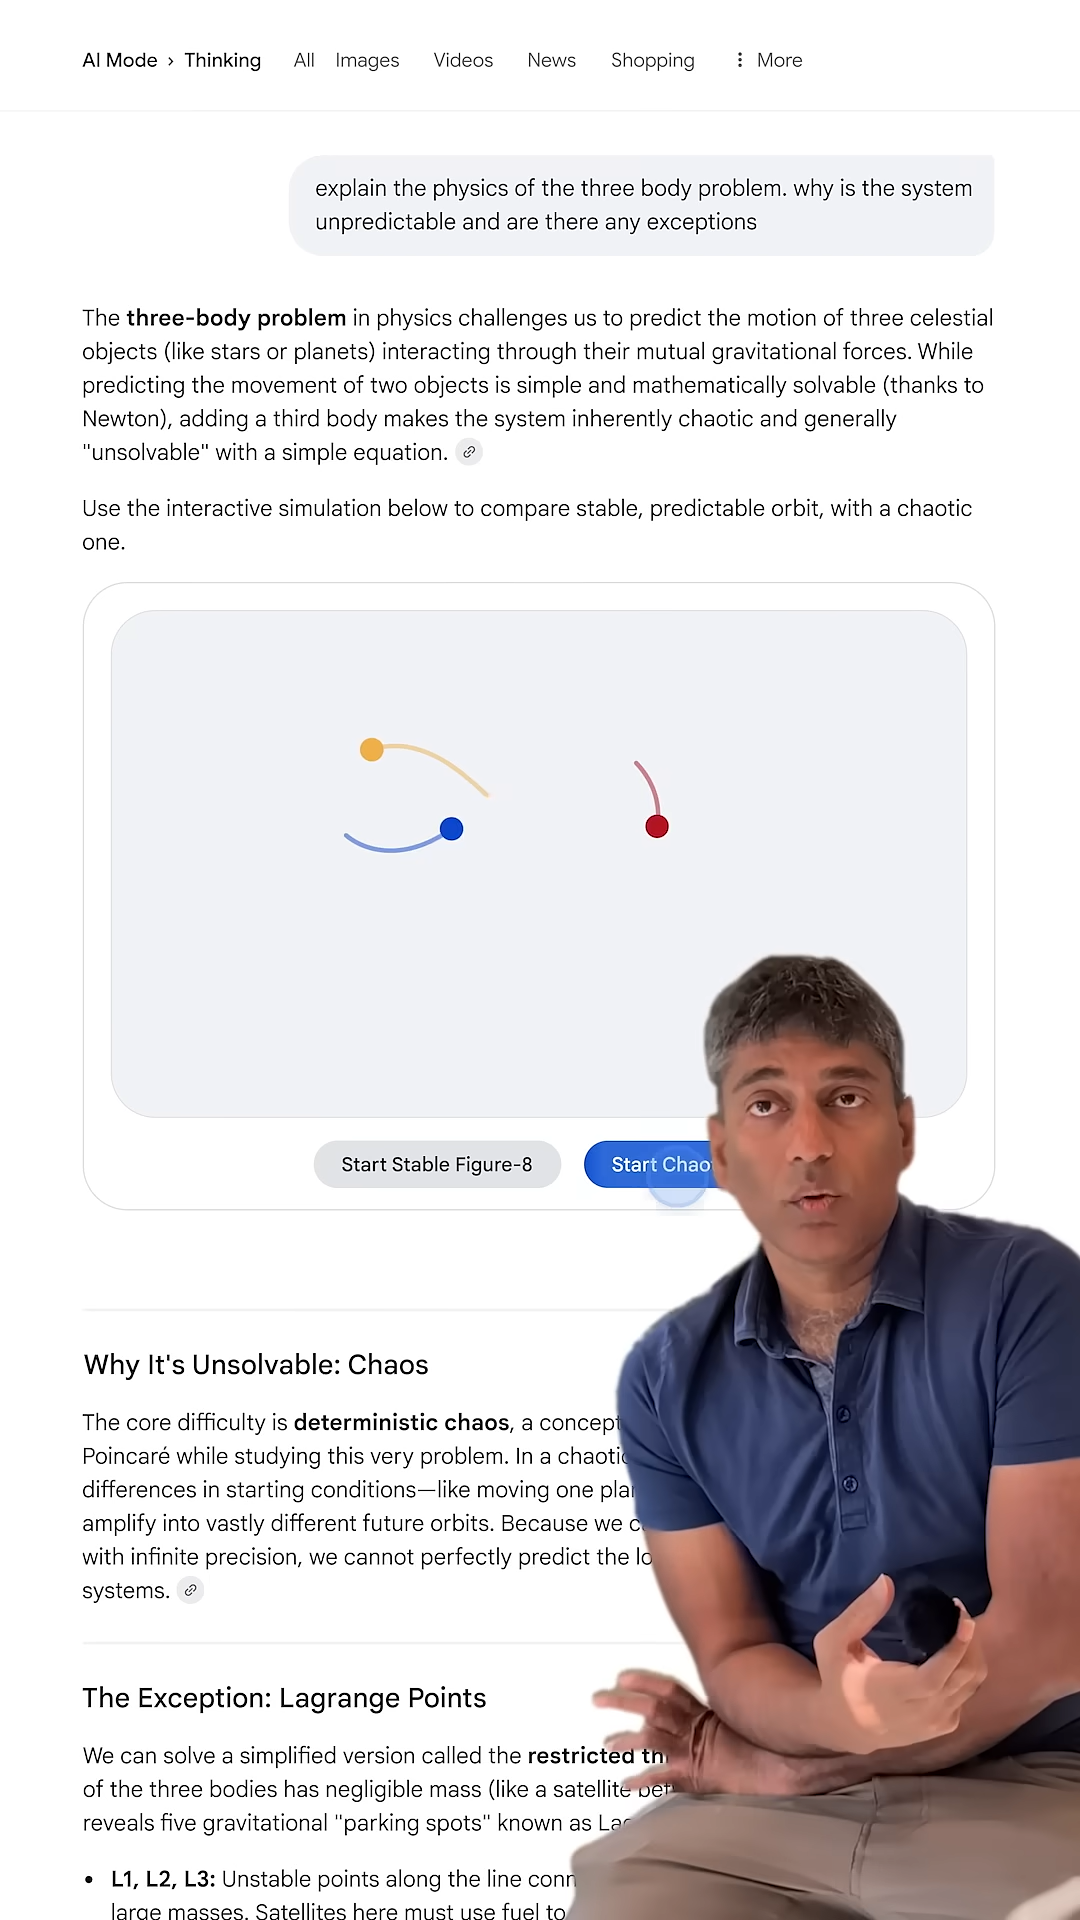 AI Mode › Thinking All Images Videos News Shopping More
explain the physics of the three body problem. why is the system
unpredictable and are there any exceptions
The three-body problem in physics challenges us to predict the motion of three celestial
objects (like stars or planets) interacting through their mutual gravitational forces. While
predicting the movement of two objects is simple and mathematically solvable (thanks to
Newton), adding a third body makes the system inherently chaotic and generally
"unsolvable" with a simple equation.
Use the interactive simulation below to compare stable, predictable orbit, with a chaotic
one.
Start Stable Figure-8
Start
Why It's Unsolvable: Chaos
The core difficulty is deterministic chaos, a concept
Poincaré while studying this very problem. In a
differences in starting conditions—like moving one
amplify into vastly different future orbits. Because we
with infinite precision, we cannot perfectly predict the
systems.
The Exception: Lagrange Points
We can solve a simplified version called the restricted
of the three bodies has negligible mass (like a satellite
reveals five gravitational "parking spots" known as
• L1, L2, L3: Unstable points along the line
large masses. Satellites here must use fuel to